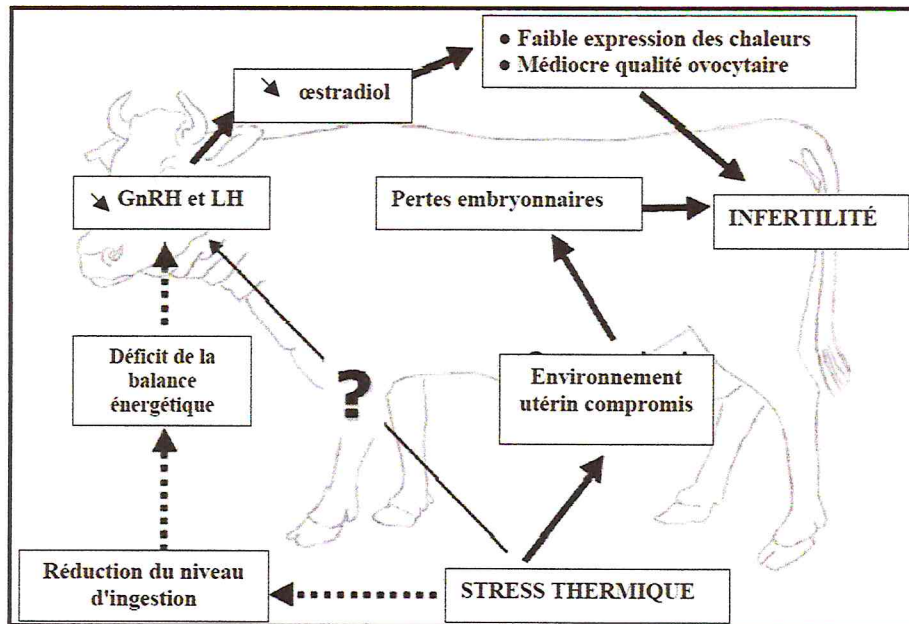 ● Faible expression des chaleurs
● Médiocre qualité ovocytaire
↘ œstradiol
↘ GnRH et LH
Pertes embryonnaires
INFERTILITÉ
Déficit de la
balance
énergétique
?
Environnement
utérin compromis
Réduction du niveau
d'ingestion
STRESS THERMIQUE